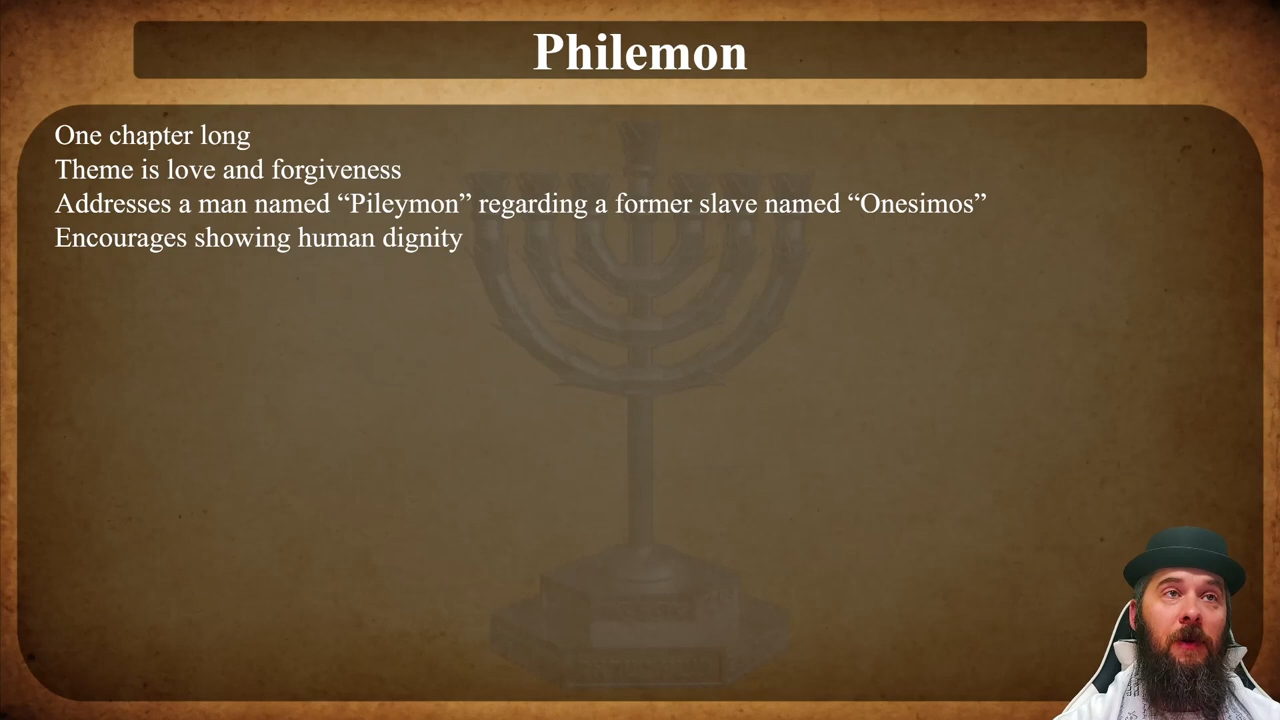 Philemon
One chapter long
Theme is love and forgiveness
Addresses a man named “Pileymon” regarding a former slave named “Onesimos”
Encourages showing human dignity